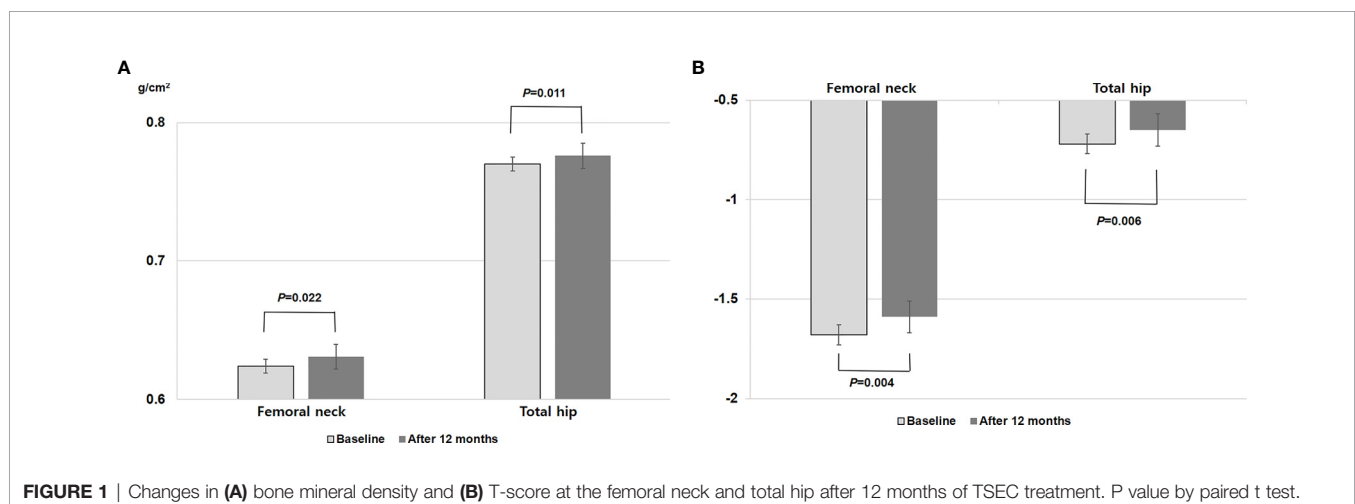 A
g/cm²
0.8
0.7
0.6
P=0.022
P=0.011
Femoral neck
Total hip
Baseline
After 12 months
B
Femoral neck
Total hip
-0.5
-1
-1.5
-2
P=0.006
P=0.004
Baseline
After 12 months
FIGURE 1 | Changes in (A) bone mineral density and (B) T-score at the femoral neck and total hip after 12 months of TSEC treatment. P value by paired t test.